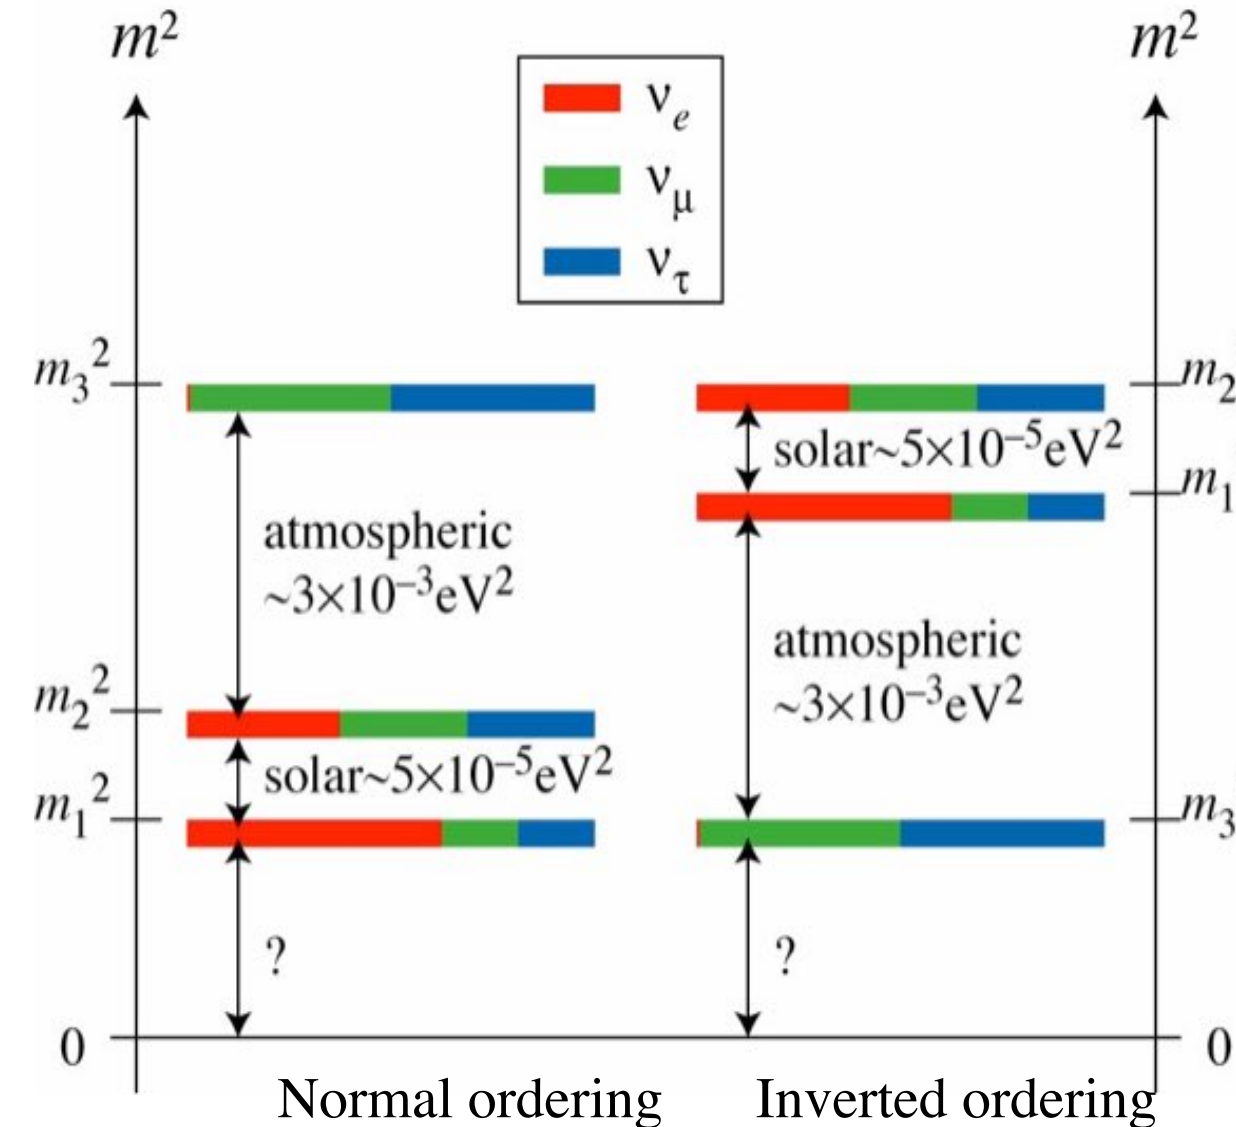 m² m²
νe
νμ
ντ
m₃² m₂
solar~5×10⁻⁵eV²
m₁
atmospheric
~3×10⁻³eV²
atmospheric
~3×10⁻³eV²
m₂²
solar~5×10⁻⁵eV²
m₁² m₃
? ?
0 0
Normal ordering Inverted ordering